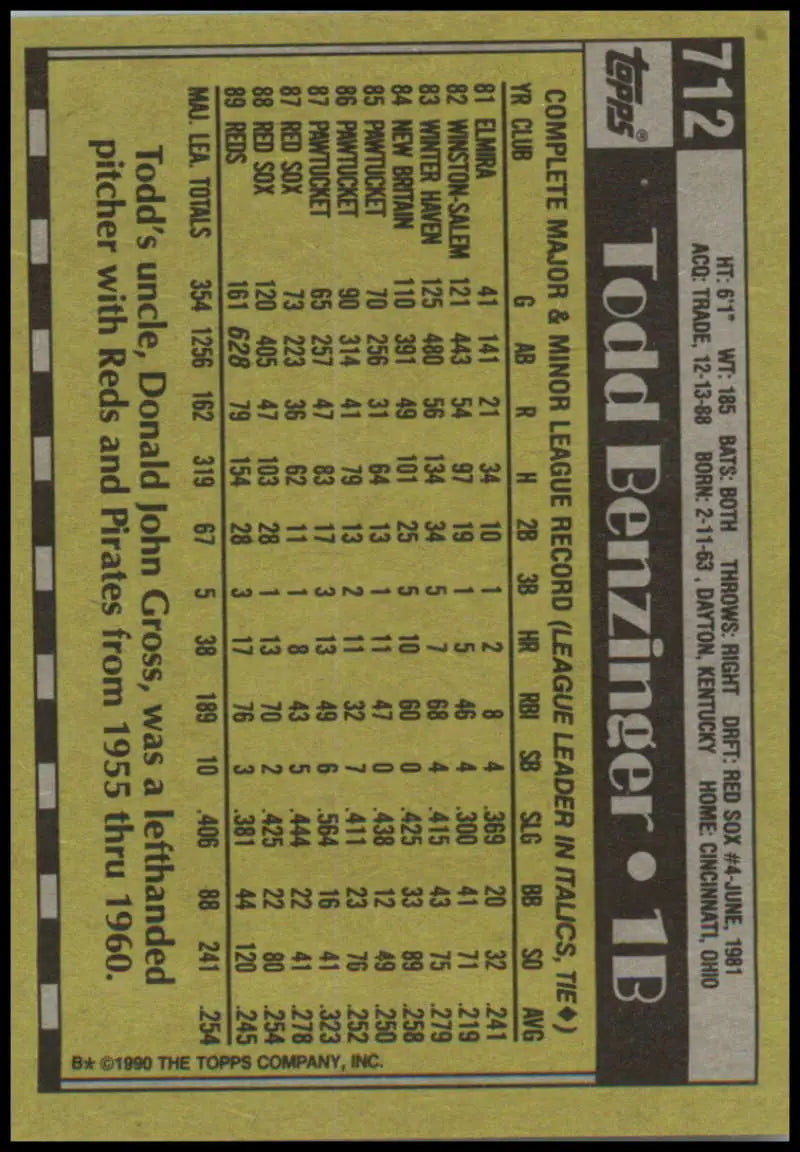 712
HT: 6'1" WT: 185 BATS: BOTH THROWS: RIGHT DRFT: RED SOX #4-JUNE, 1981
ACQ: TRADE, 12-13-88 BORN: 2-11-63, DAYTON, KENTUCKY HOME: CINCINNATI, OHIO
topps®
Todd Benzinger • 1B
COMPLETE MAJOR & MINOR LEAGUE RECORD (LEAGUE LEADER IN ITALICS, TIE♦)
YR CLUB G AB R H 2B 3B HR RBI SB SLG BB SO AVG
81 ELMIRA 41 141 21 34 10 1 2 8 4 .369 20 32 .241
82 WINSTON-SALEM 121 443 54 97 19 1 5 46 4 .300 41 71 .219
83 WINTER HAVEN 125 480 56 134 34 5 7 68 4 .415 43 75 .279
84 NEW BRITAIN 110 391 49 101 25 5 10 60 0 .425 33 89 .258
85 PAWTUCKET 70 256 31 64 13 1 11 47 0 .438 12 49 .250
86 PAWTUCKET 90 314 41 79 13 2 11 32 7 .411 23 76 .252
87 PAWTUCKET 65 257 47 83 17 3 13 49 6 .564 16 41 .323
87 RED SOX 73 223 36 62 11 1 8 43 5 .444 22 41 .278
88 RED SOX 120 405 47 103 28 1 13 70 2 .425 22 80 .254
89 REDS 161 628 79 154 28 3 17 76 3 .381 44 120 .245
MAJ. LEA. TOTALS 354 1256 162 319 67 5 38 189 10 .406 88 241 .254
Todd's uncle, Donald John Gross, was a lefthanded
pitcher with Reds and Pirates from 1955 thru 1960.
B* ©1990 THE TOPPS COMPANY, INC.